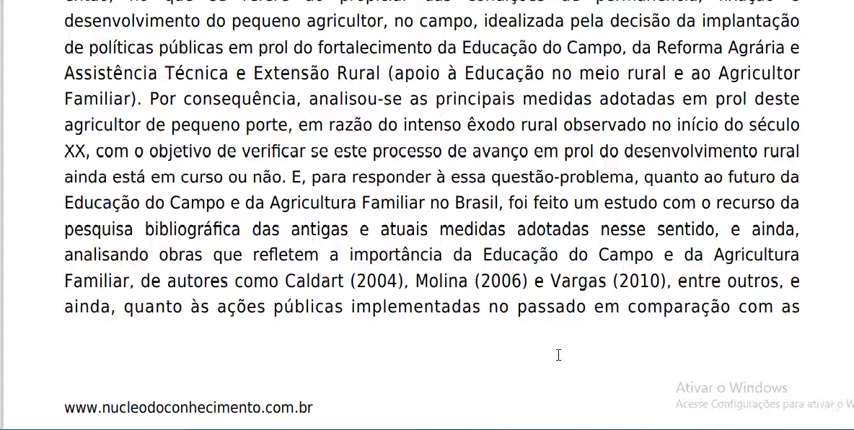 desenvolvimento do pequeno agricultor, no campo, idealizada pela decisão da implantação
de políticas públicas em prol do fortalecimento da Educação do Campo, da Reforma Agrária e
Assistência Técnica e Extensão Rural (apoio à Educação no meio rural e ao Agricultor
Familiar). Por consequência, analisou-se as principais medidas adotadas em prol deste
agricultor de pequeno porte, em razão do intenso êxodo rural observado no início do século
XX, com o objetivo de verificar se este processo de avanço em prol do desenvolvimento rural
ainda está em curso ou não. E, para responder à essa questão-problema, quanto ao futuro da
Educação do Campo e da Agricultura Familiar no Brasil, foi feito um estudo com o recurso da
pesquisa bibliográfica das antigas e atuais medidas adotadas nesse sentido, e ainda,
analisando obras que refletem a importância da Educação do Campo e da Agricultura
Familiar, de autores como Caldart (2004), Molina (2006) e Vargas (2010), entre outros, e
ainda, quanto às ações públicas implementadas no passado em comparação com as
Ativar o Windows
Acesse Configurações para ativar o W
www.nucleodoconhecimento.com.br